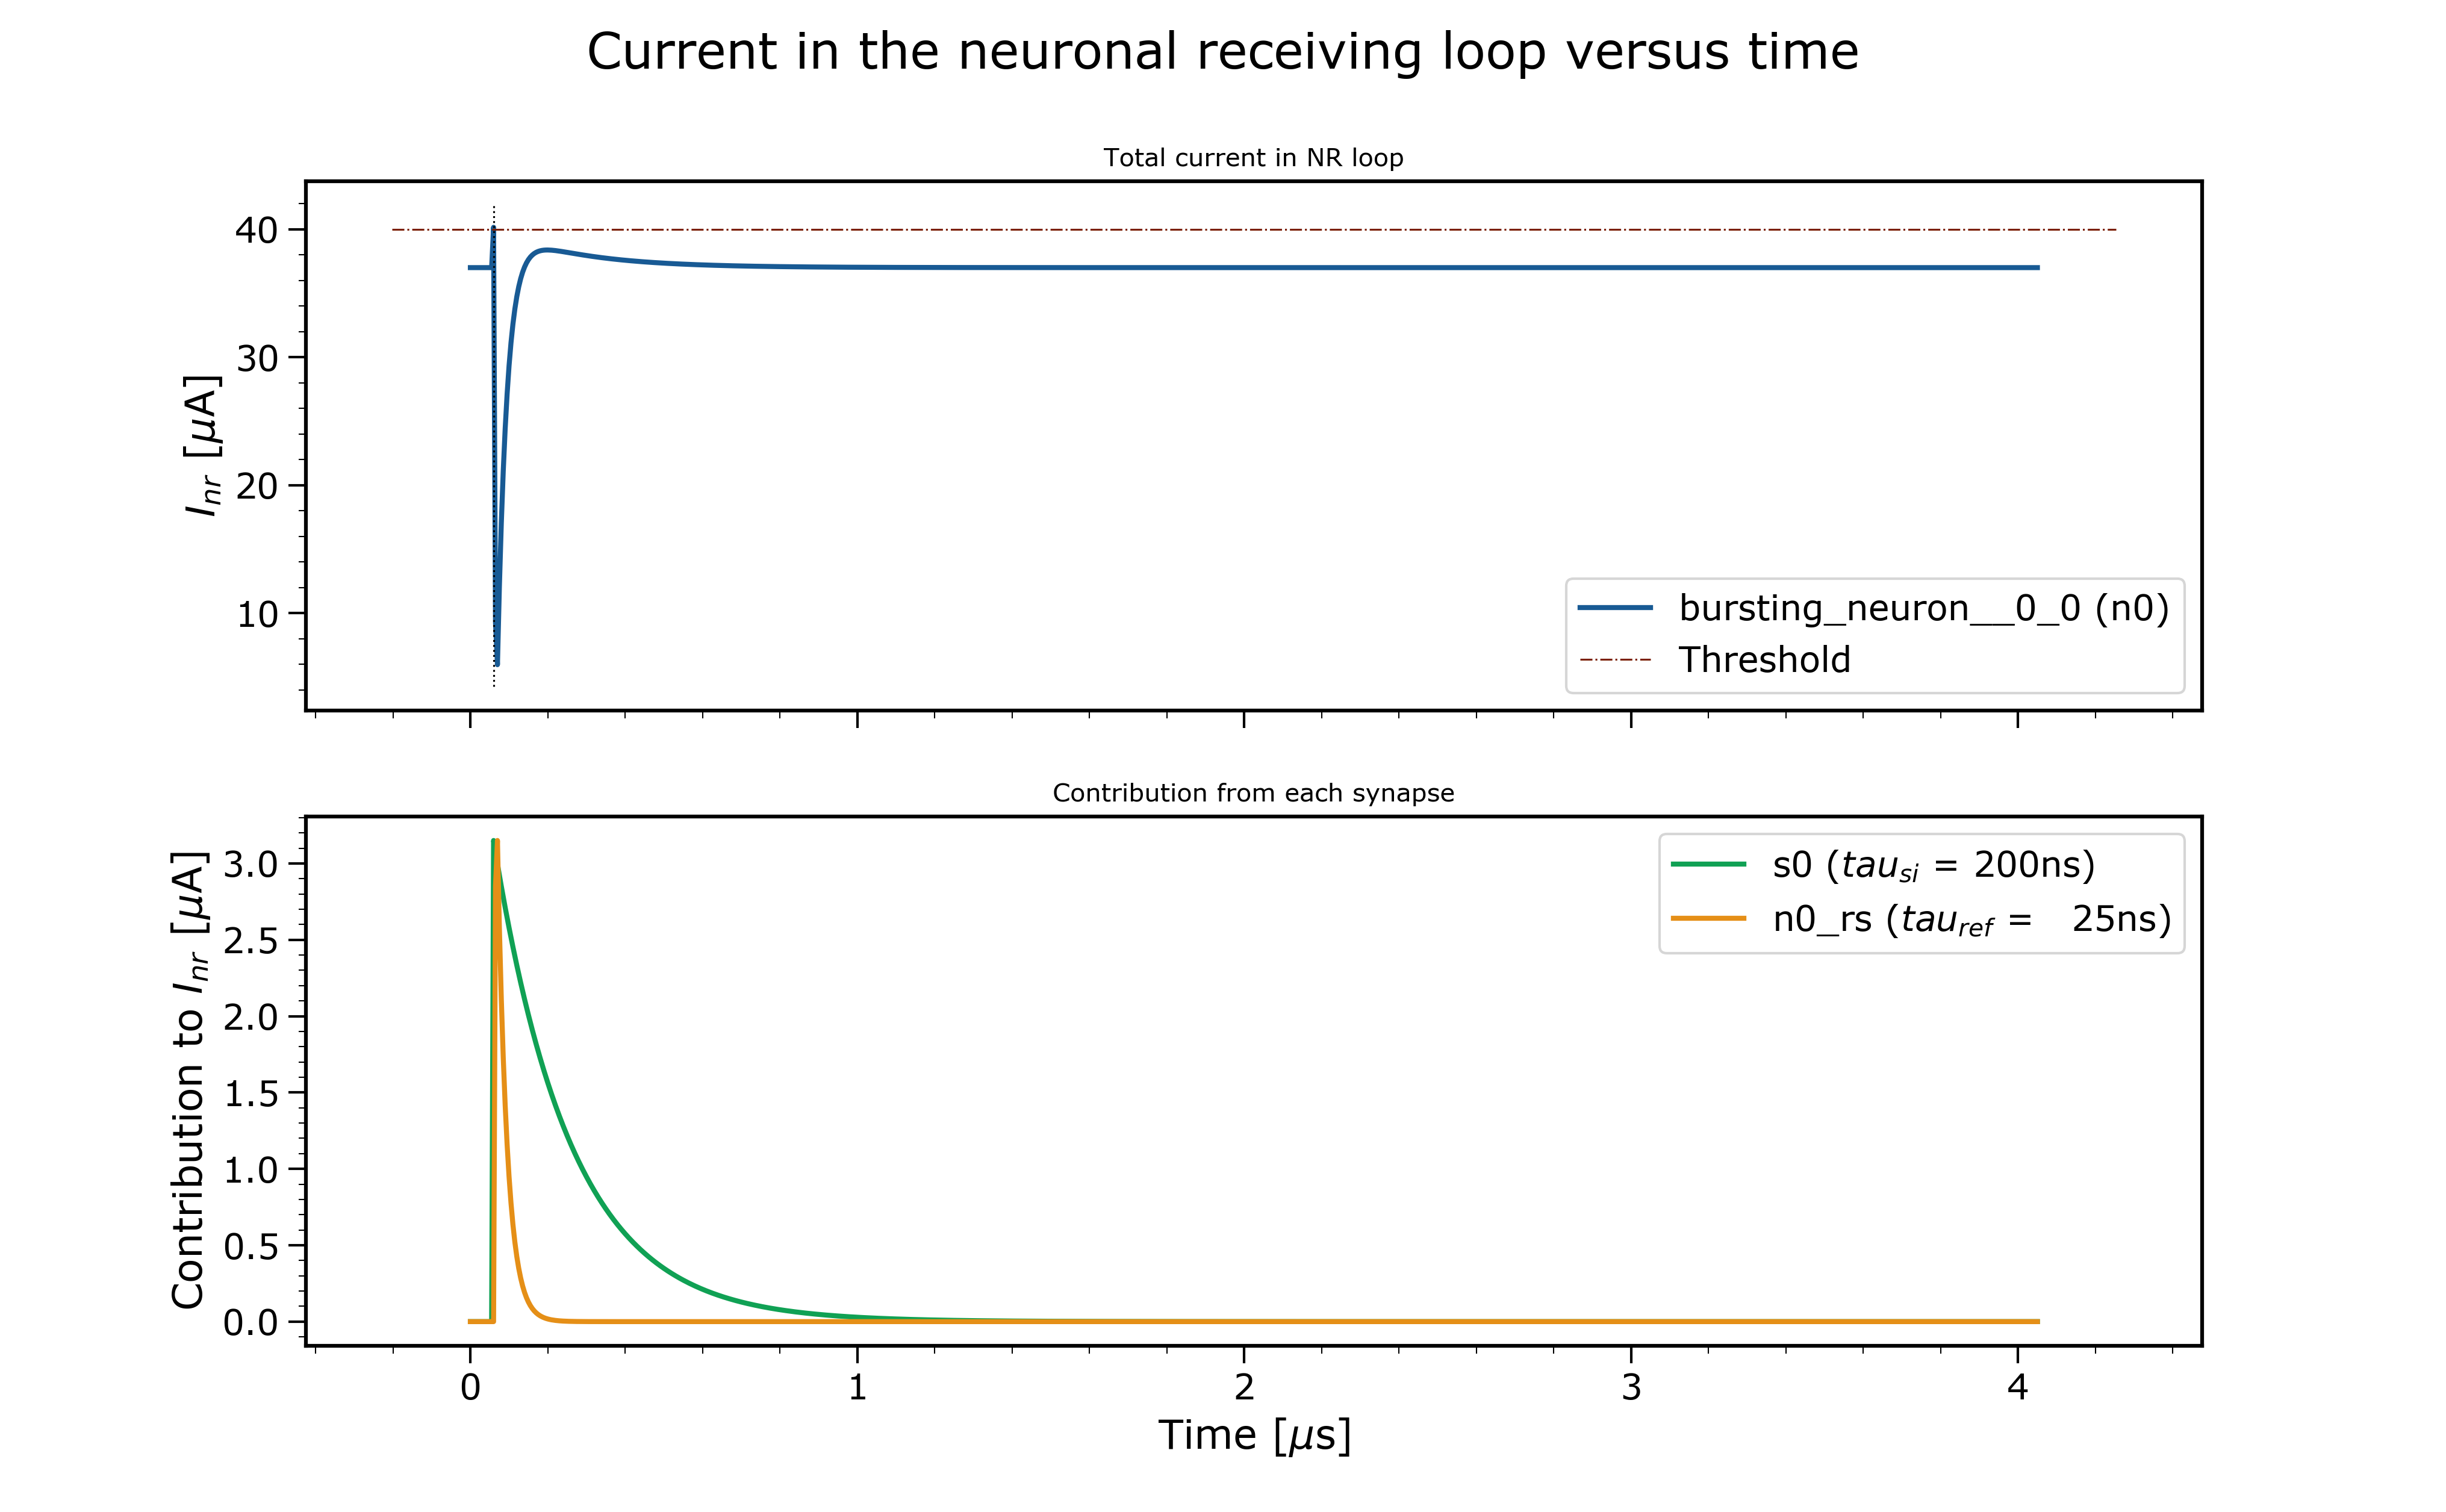 Current in the neuronal receiving loop versus time
Total current in NR loop
40
30
20
10
I_nr [μA]
bursting_neuron__0_0 (n0)
Threshold
Contribution from each synapse
3.0
2.5
2.0
1.5
1.0
0.5
0.0
Contribution to I_nr [μA]
s0 (tau_si = 200ns)
n0_rs (tau_ref = 25ns)
0 1 2 3 4
Time [μs]